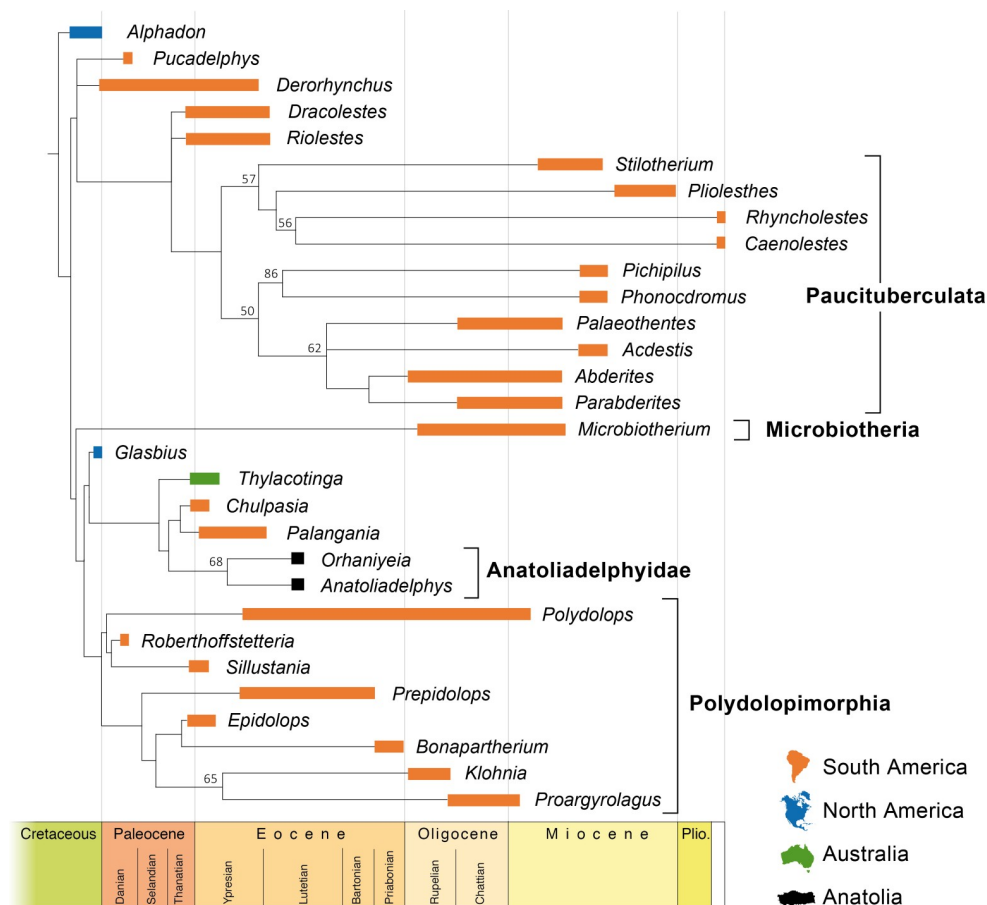 Alphadon
Pucadelphys
Derorhynchus
Dracolestes
Riolestes
Stilotherium
57
Pliolesthes
Rhyncholestes
56
Caenolestes
Pichipilus
86
Paucituberculata
Phonocdromus
50
Palaeothentes
62
Acdestis
Abderites
Parabderites
Microbiotherium
Microbiotheria
Glasbius
Thylacotinga
Chulpasia
Palangania
68
Orhaniyeia
Anatoliadelphyidae
Anatoliadelphys
Polydolops
Roberthoffstetteria
Sillustania
Prepidolops
Polydolopimorphia
Epidolops
Bonapartherium
South America
65
Klohnia
Proargyrolagus
North America
Cretaceous Paleocene Eocene Oligocene Miocene Plio.
Australia
Danian Selandian Thanatian Ypresian Lutetian Bartonian Priabonian Rupelian Chattian
Anatolia